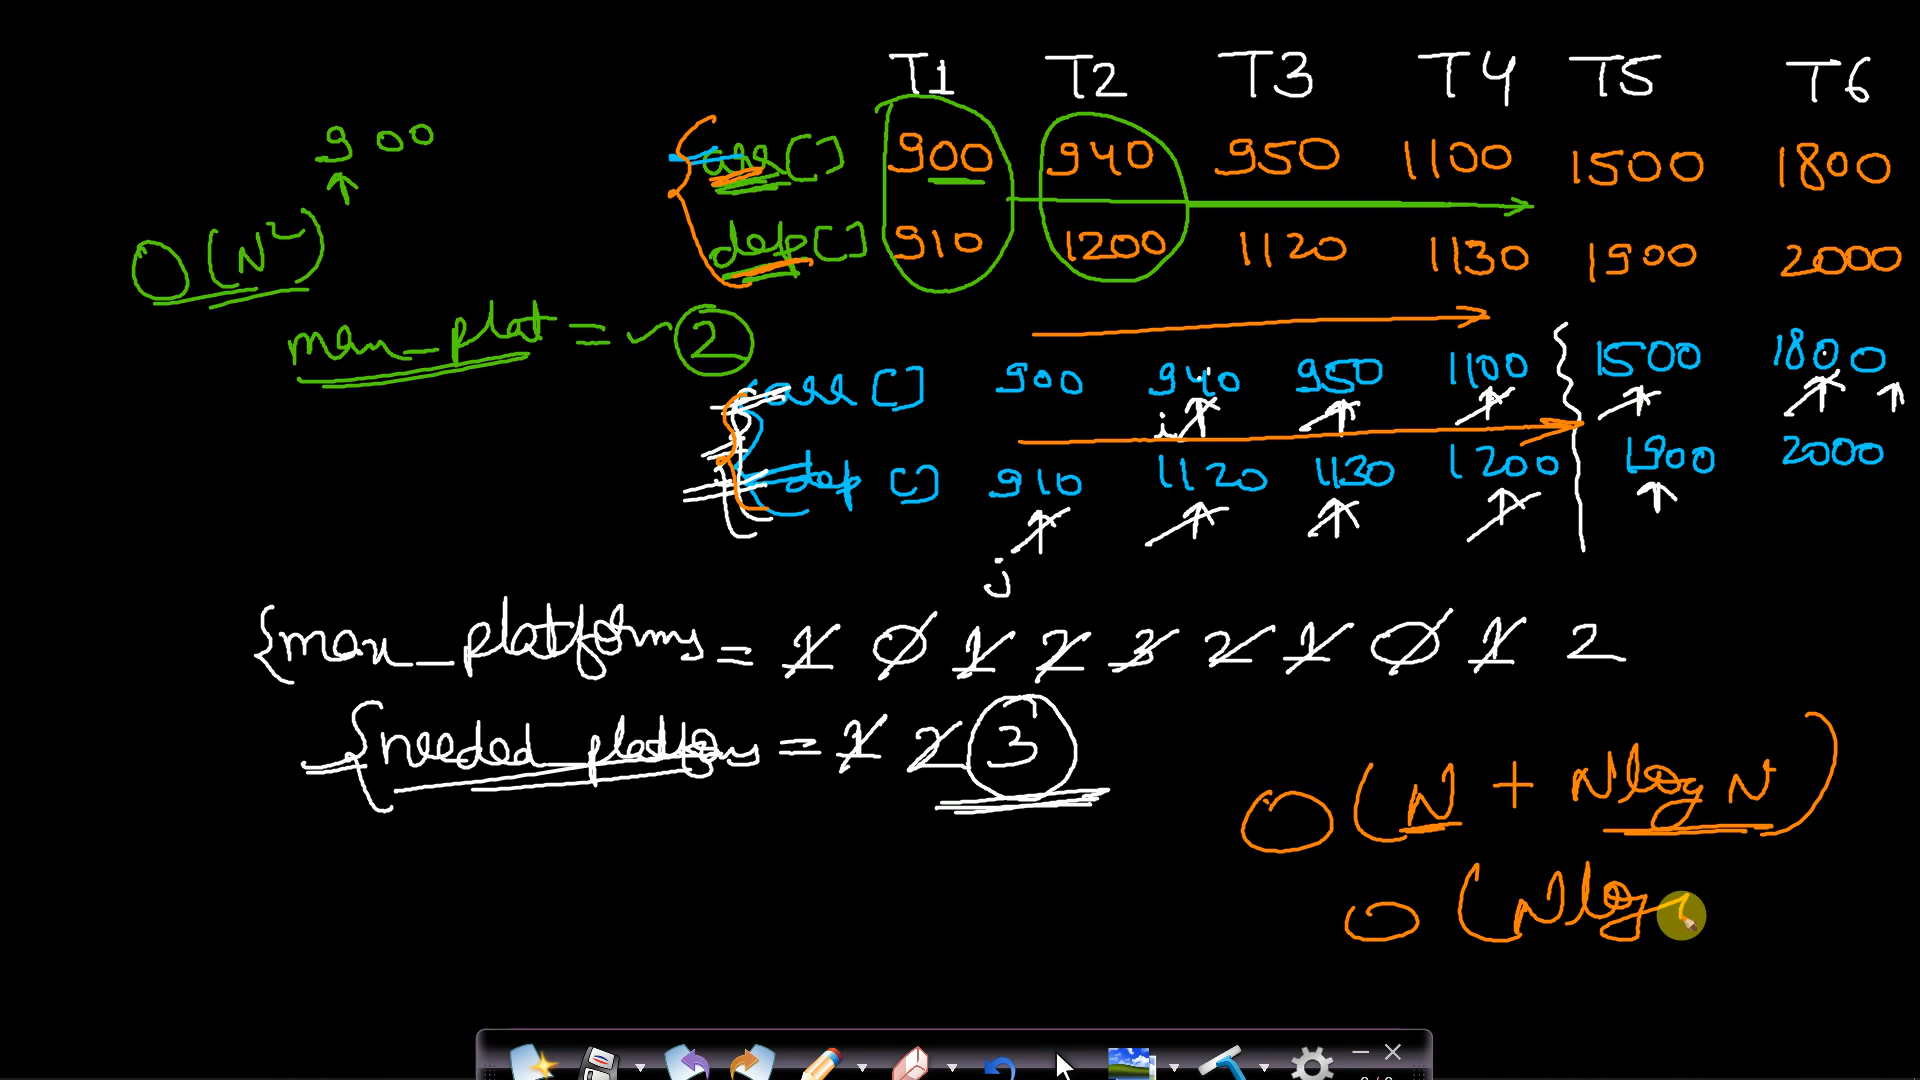 T1 T2 T3 T4 T5 T6
900
arr[] 900 940 950 1100 1500 1800
O(N²)
dep[] 910 1200 1120 1130 1900 2000
max_plat = 2
arr[] 900 940 950 1100 1500 1800
i
dep[] 910 1120 1130 1200 1900 2000
j
{max_platforms = 1 0 1 2 3 2 1 0 1 2
{needed_platforms = 1 2 3
O(N + NlogN)
O(Nlog